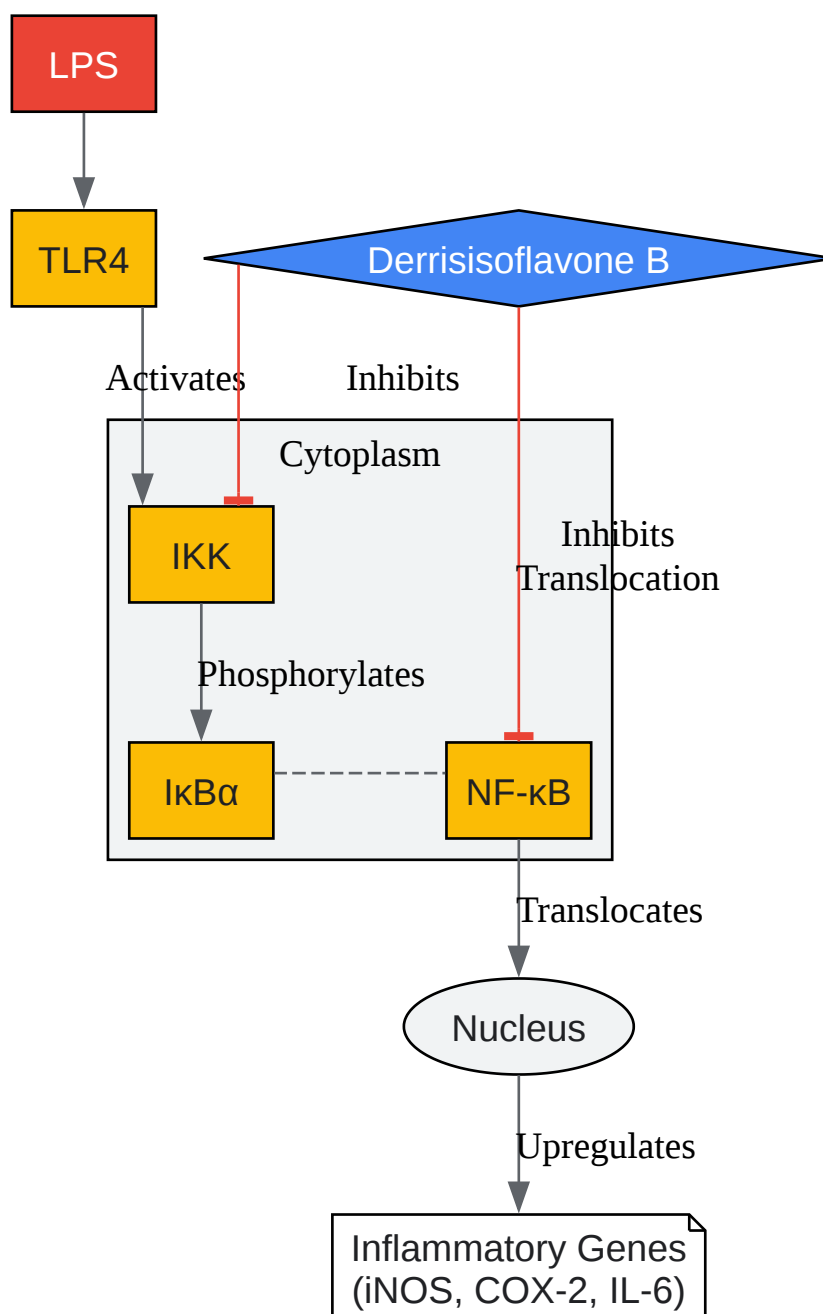 LPS
TLR4
Derrisisoflavone B
Activates
Inhibits
Cytoplasm
Inhibits
Translocation
IKK
Phosphorylates
IκBα
NF-κB
Translocates
Nucleus
Upregulates
Inflammatory Genes
(iNOS, COX-2, IL-6)